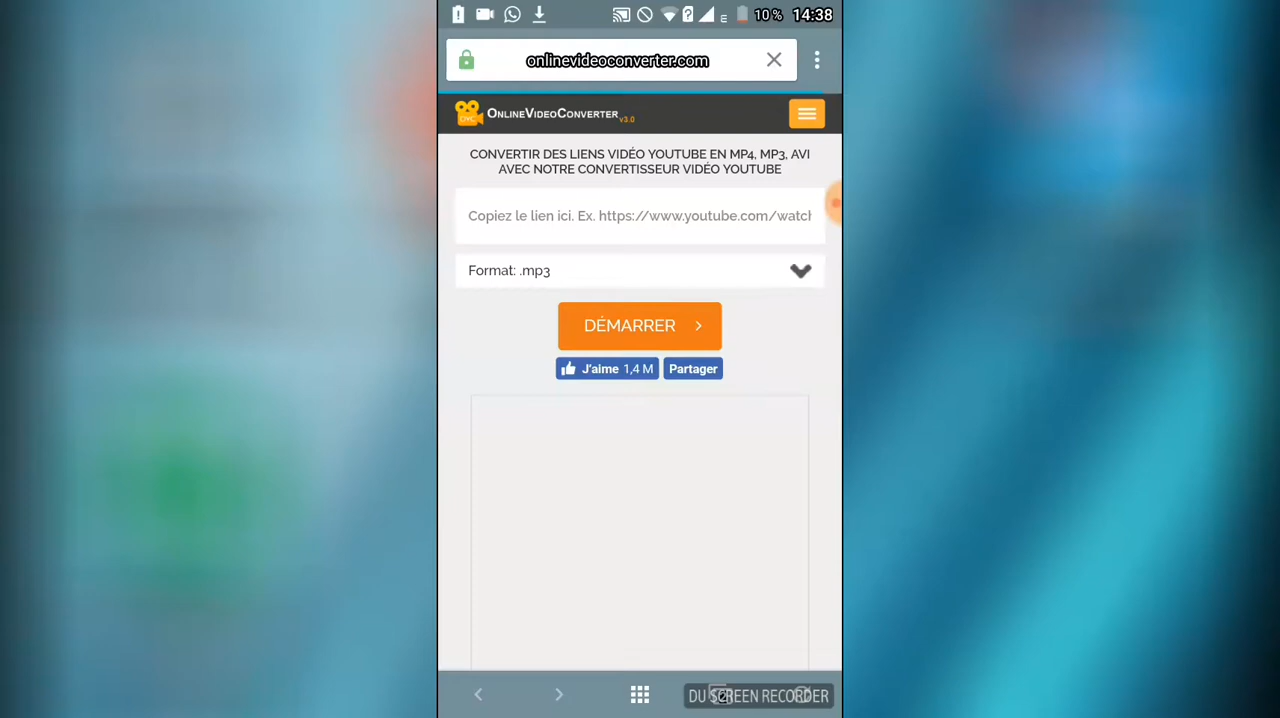 10 % 14:38
onlinevideoconverter.com
OVC ONLINEVIDEOCONVERTER v3.0
CONVERTIR DES LIENS VIDÉO YOUTUBE EN MP4, MP3, AVI
AVEC NOTRE CONVERTISSEUR VIDÉO YOUTUBE
Copiez le lien ici. Ex. https://www.youtube.com/watch
Format: .mp3
DÉMARRER
J'aime 1,4 M Partager
DU SCREEN RECORDER